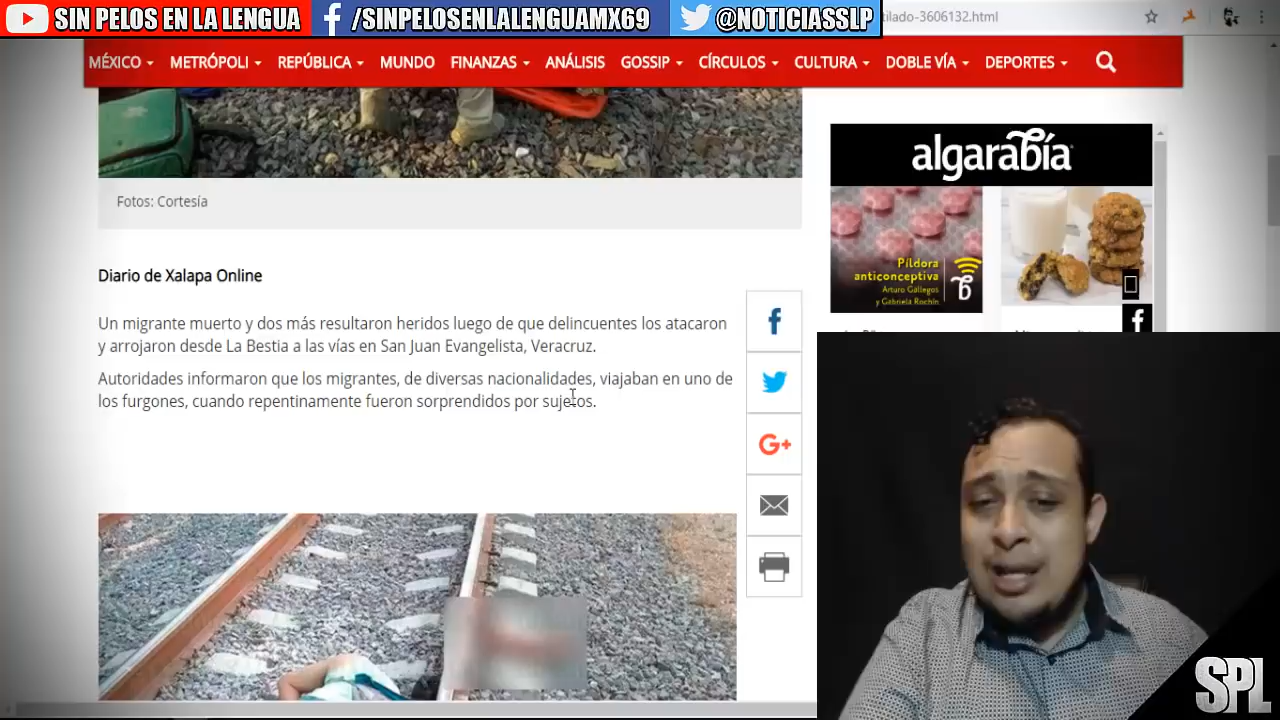 SIN PELOS EN LA LENGUA
/SINPELOSENLALENGUAMX69
@NOTICIASSLP
tilado-3606132.html
MÉXICO METRÓPOLI REPÚBLICA MUNDO FINANZAS ANÁLISIS GOSSIP CÍRCULOS CULTURA DOBLE VÍA DEPORTES
Fotos: Cortesía
Diario de Xalapa Online
Un migrante muerto y dos más resultaron heridos luego de que delincuentes los atacaron
y arrojaron desde La Bestia a las vías en San Juan Evangelista, Veracruz.
Autoridades informaron que los migrantes, de diversas nacionalidades, viajaban en uno de
los furgones, cuando repentinamente fueron sorprendidos por sujetos.
G+
algarabía
Píldora
anticonceptiva
Arturo Gállegos
y Gabriela Rochín
SPL